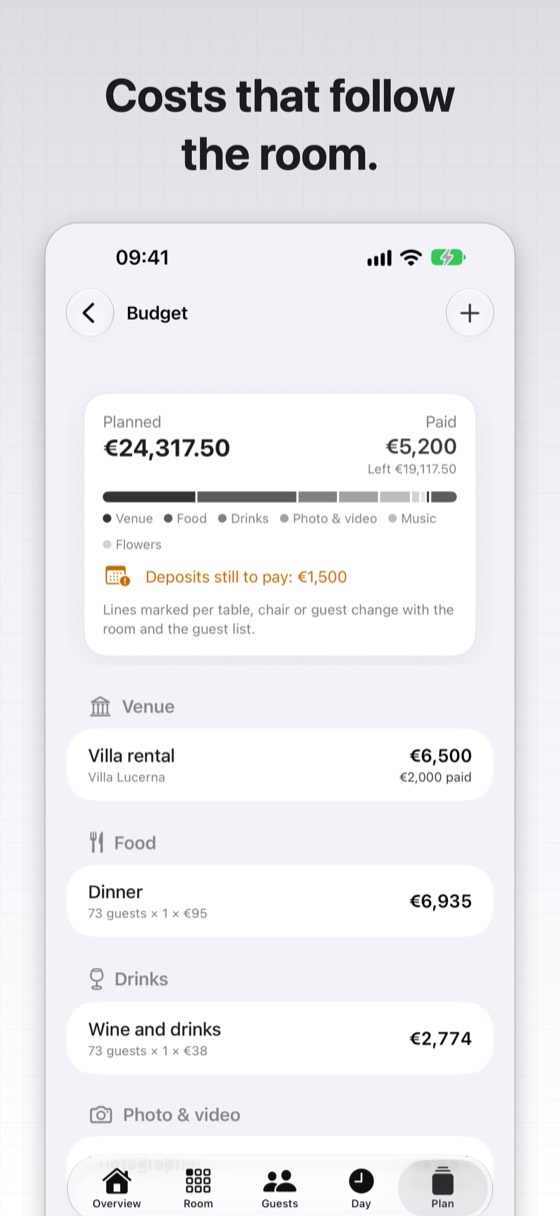 Costs that follow
the room.
09:41
Budget
Planned
Paid
€24,317.50
€5,200
Left €19,117.50
Venue
Food
Drinks
Photo & video
Music
Flowers
Deposits still to pay: €1,500
Lines marked per table, chair or guest change with the
room and the guest list.
Venue
Villa rental
€6,500
Villa Lucerna
€2,000 paid
Food
Dinner
€6,935
73 guests × 1 × €95
Drinks
Wine and drinks
€2,774
73 guests × 1 × €38
Photo & video
Overview
Room
Guests
Day
Plan